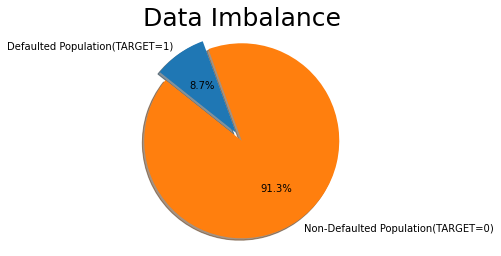 Data Imbalance
Defaulted Population(TARGET=1)
8.7%
91.3%
Non-Defaulted Population(TARGET=0)